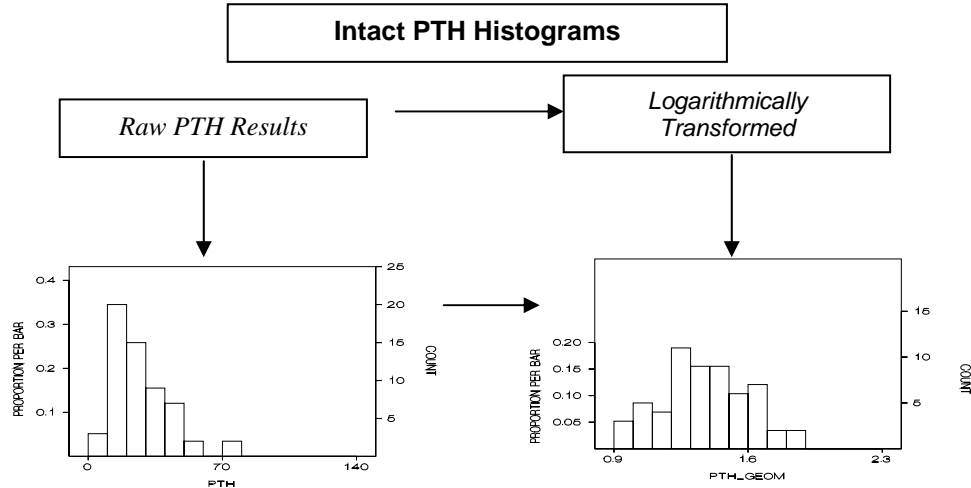 Intact PTH Histograms
Raw PTH Results
Logarithmically
Transformed
PROPORTION PER BAR
0.4
0.3
0.2
0.1
25
20
15
10
5
COUNT
0 70 140
PTH
PROPORTION PER BAR
0.20
0.15
0.10
0.05
15
10
5
COUNT
0.9 1.6 2.3
PTH_GEOM